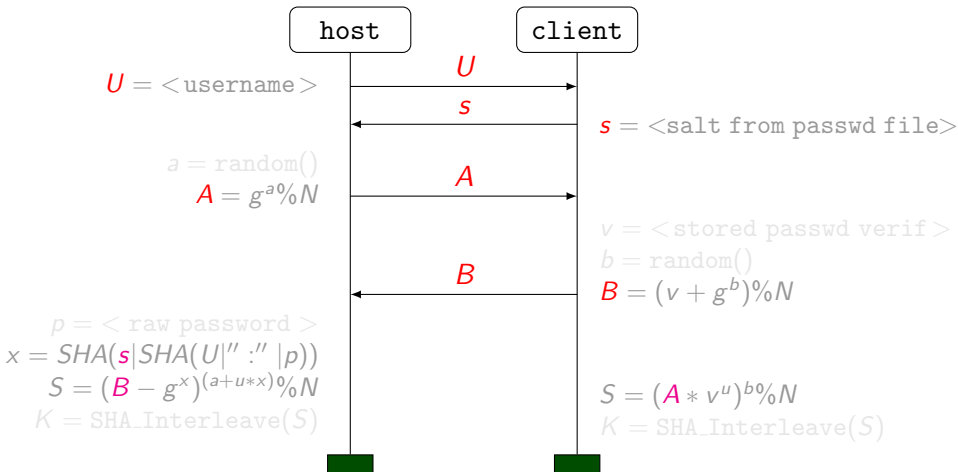 host client
U
U = <username>
s
s = <salt from passwd file>
a = random()
A
A = g^a%N
v = <stored passwd verif>
b = random()
B
B = (v + g^b)%N
p = < raw password >
x = SHA(s|SHA(U|'' :'' |p))
S = (B − g^x)^(a+u∗x)%N
S = (A ∗ v^u)^b%N
K = SHA_Interleave(S)
K = SHA_Interleave(S)